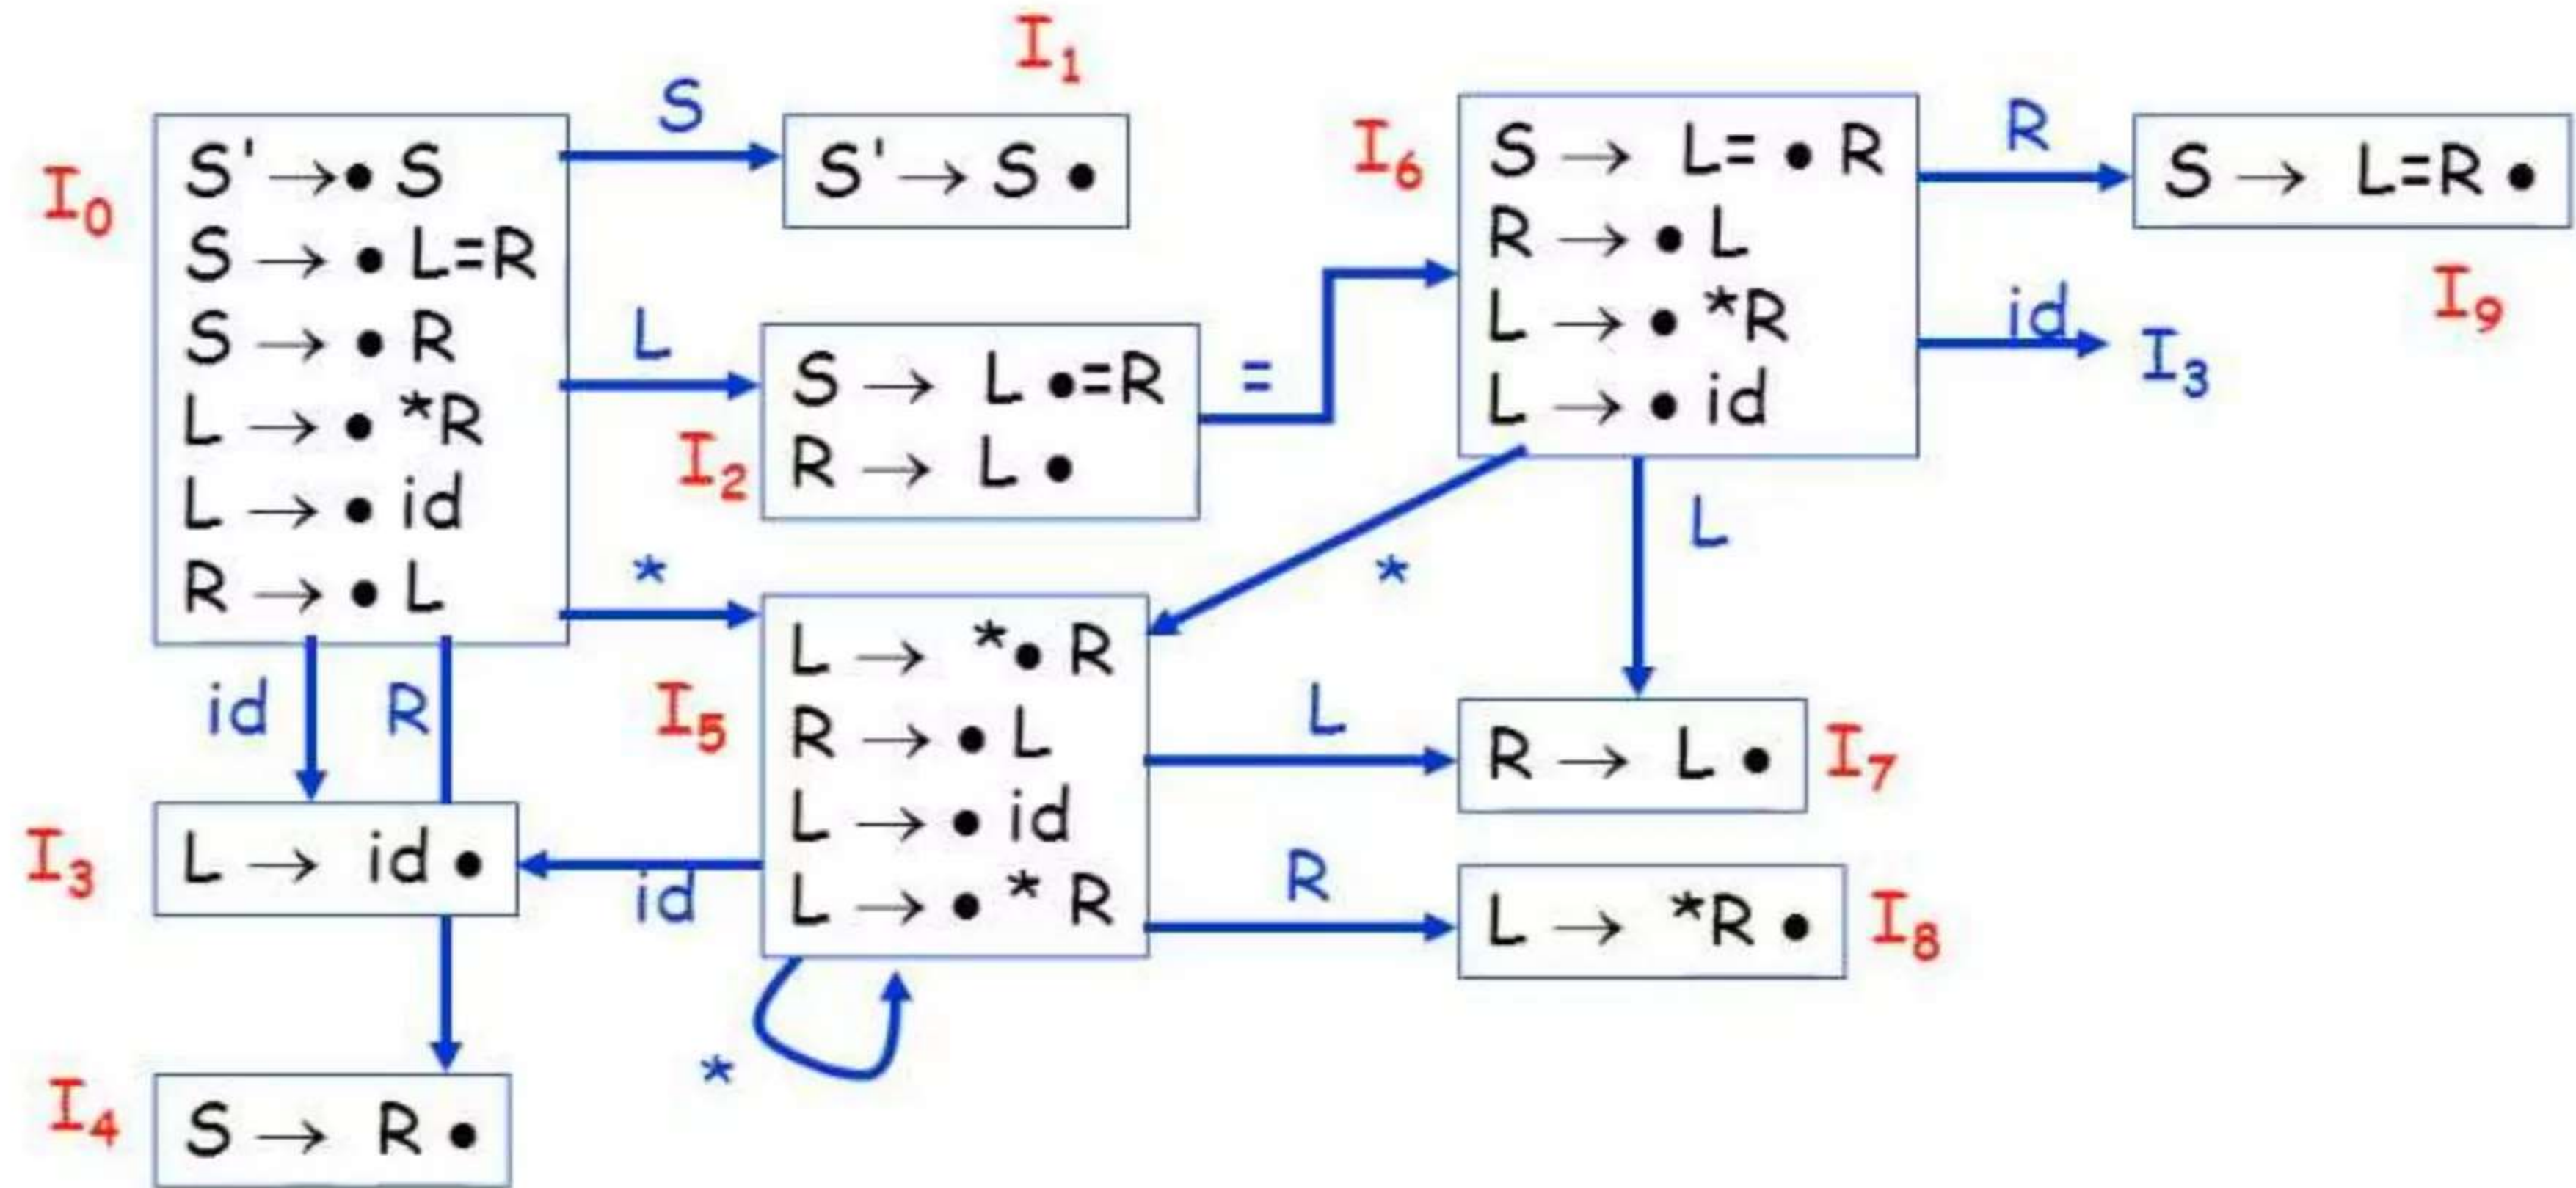 I₁
S
I₀
S' →• S
S → • L=R
S → • R
L → • *R
L → • id
R → • L
S' → S •
I₆
S → L= • R
R → • L
L → • *R
L → • id
R
S → L=R •
I₉
id
I₃
L
I₂
S → L •=R
R → L •
=
*
*
L
id
R
I₅
L → *• R
R → • L
L → • id
L → • * R
L
R → L •
I₇
I₃
L → id •
id
R
L → *R •
I₈
*
I₄
S → R •